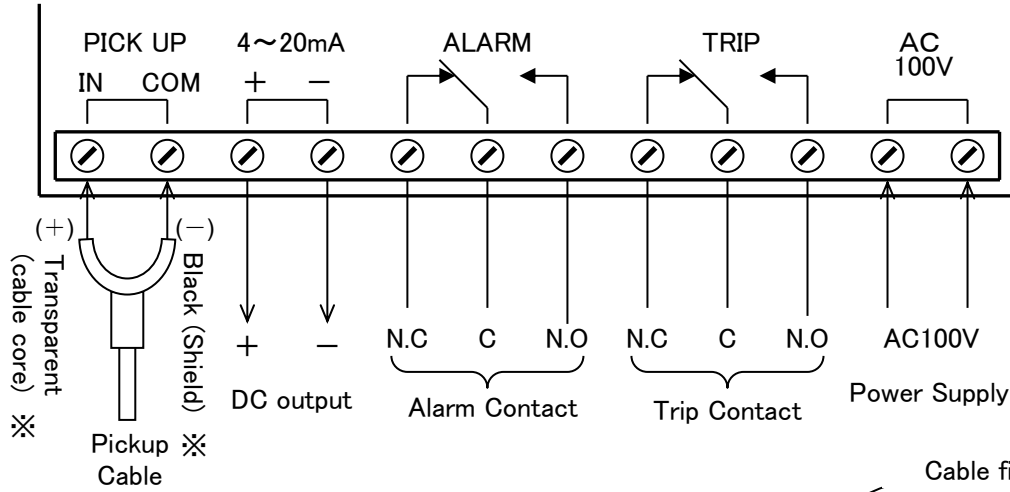 PICK UP
4～20mA
ALARM
TRIP
AC
100V
IN
COM
+
−
(+)
Transparent
(cable core) ※
(−)
Black (Shield) ※
Pickup
Cable
+
−
DC output
N.C
C
N.O
Alarm Contact
N.C
C
N.O
Trip Contact
AC100V
Power Supply
Cable